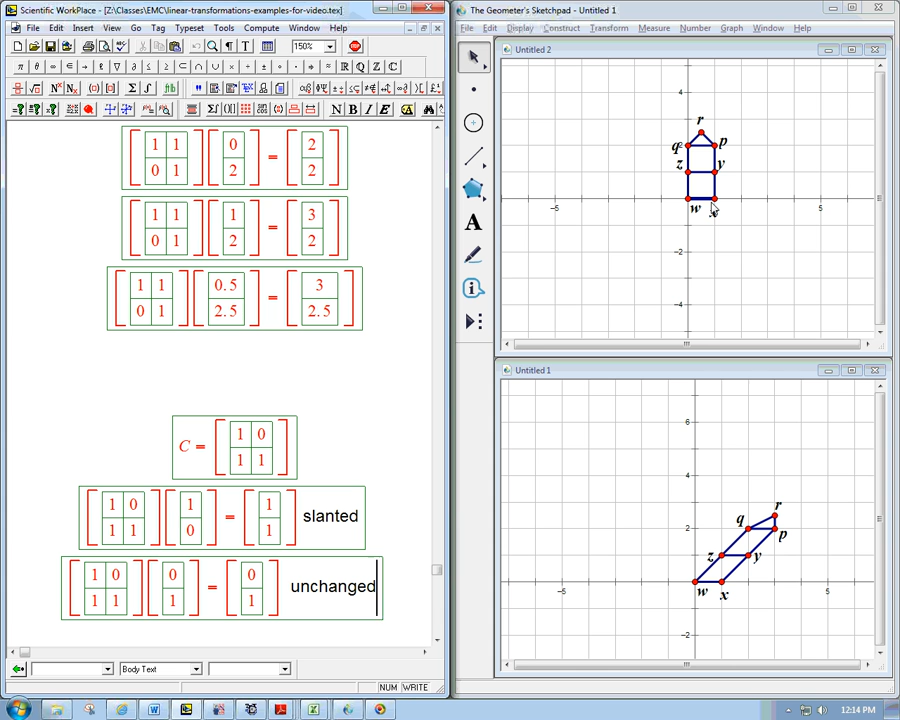 Scientific WorkPlace - [Z:\Classes\EMC\linear-transformations-examples-for-video.tex]
File Edit Insert View Go Tag Typeset Tools Compute Window Help
150%
[1 1; 0 1] [0; 2] = [2; 2]
[1 1; 0 1] [1; 2] = [3; 2]
[1 1; 0 1] [0.5; 2.5] = [3; 2.5]
C = [1 0; 1 1]
[1 0; 1 1] [1; 0] = [1; 1] slanted
[1 0; 1 1] [0; 1] = [0; 1] unchanged
Body Text
NUM WRITE
The Geometer's Sketchpad - Untitled 1
File Edit Display Construct Transform Measure Number Graph Window Help
Untitled 2
4
r
q 2 p
z y
w x
-5 5
-2
-4
Untitled 1
6
4
r
q 2 p
z y
w x
-5 5
-2
12:14 PM